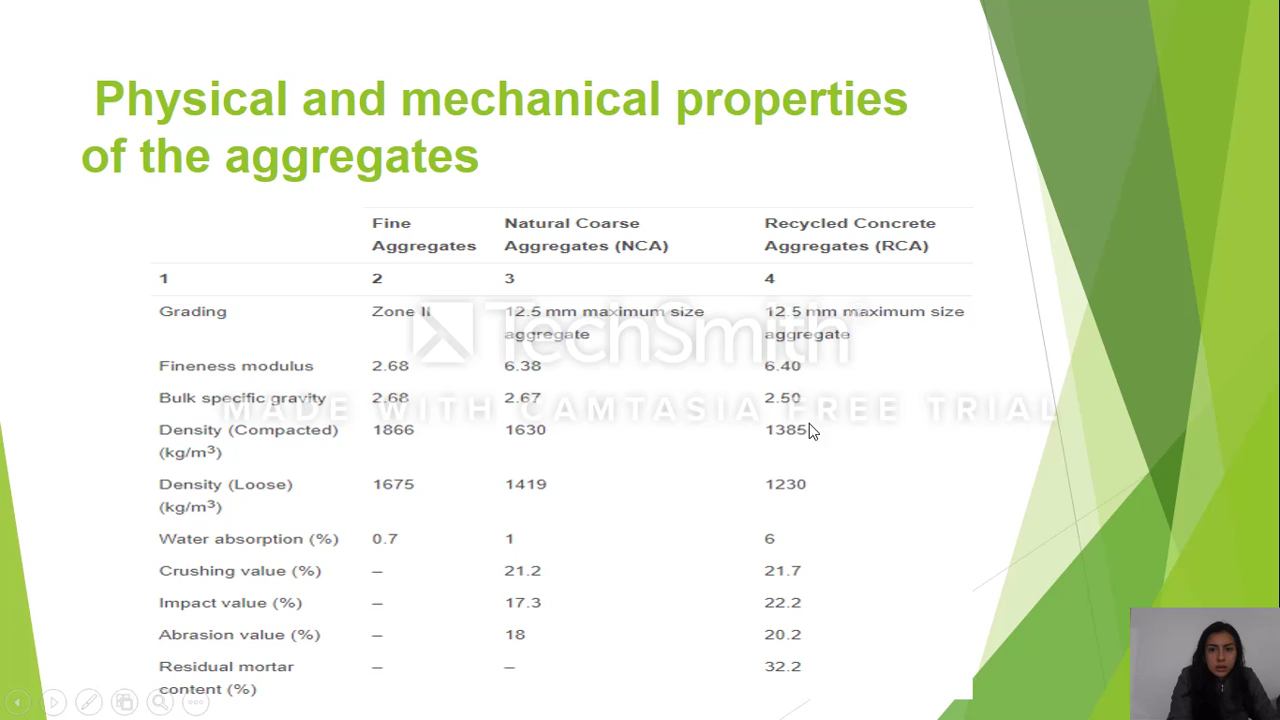 Physical and mechanical properties
of the aggregates
Fine Aggregates Natural Coarse Aggregates (NCA) Recycled Concrete Aggregates (RCA)
1 2 3 4
Grading Zone II 12.5 mm maximum size aggregate 12.5 mm maximum size aggregate
Fineness modulus 2.68 6.38 6.40
Bulk specific gravity 2.68 2.67 2.50
Density (Compacted) (kg/m³) 1866 1630 1385
Density (Loose) (kg/m³) 1675 1419 1230
Water absorption (%) 0.7 1 6
Crushing value (%) – 21.2 21.7
Impact value (%) – 17.3 22.2
Abrasion value (%) – 18 20.2
Residual mortar content (%) – – 32.2
TechSmith®
MADE WITH CAMTASIA FREE TRIAL